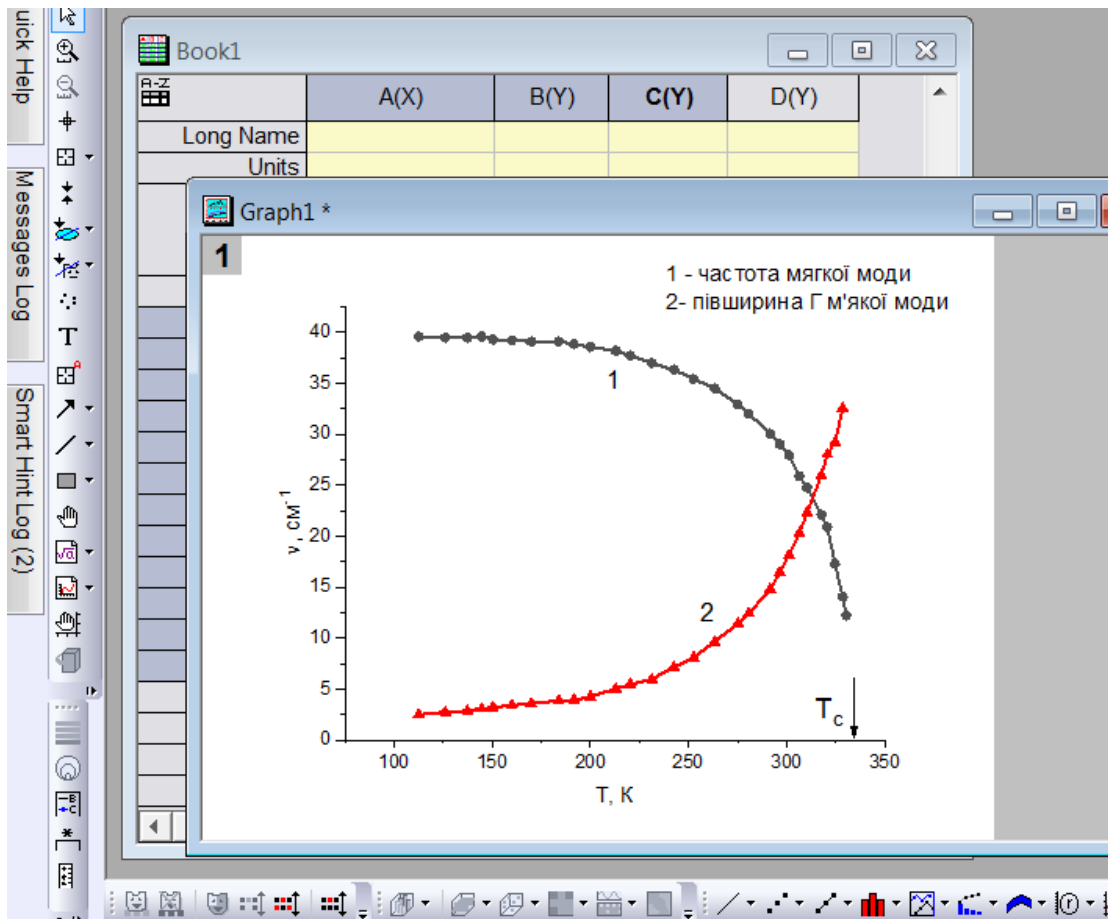 uick Help
Messages Log
Smart Hint Log (2)
Book1
A-Z
A(X) B(Y) C(Y) D(Y)
Long Name
Units
Graph1 *
1
1 - частота мягкої моди
2- півширина Г м'якої моди
40
35
30
25
20
15
10
5
0
ν, см-1
1
2
Tc
100 150 200 250 300 350
T, К